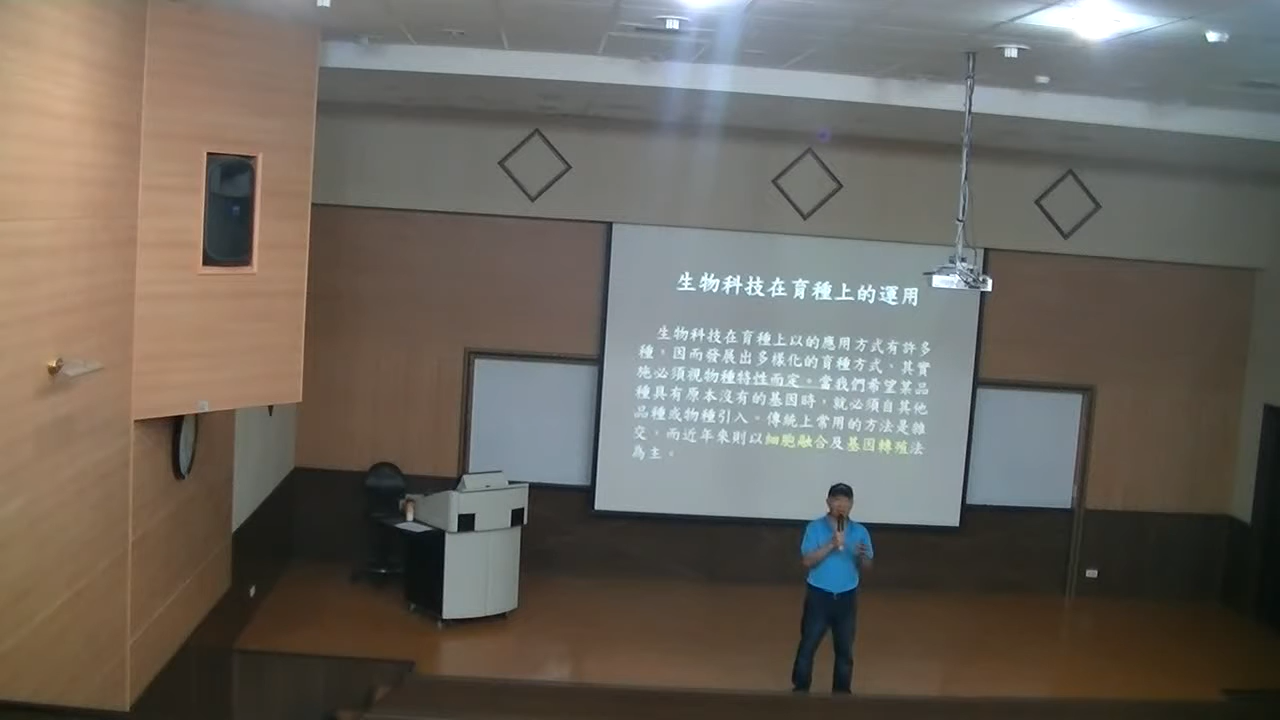 生物科技在育種上的運用
生物科技在育種上以的應用方式有許多
種，因而發展出多樣化的育種方式、其實
施必須視物種特性而定。當我們希望某品
種具有原本沒有的基因時，就必須自其他
品種或物種引入。傳統上常用的方法是雜
交，而近年來則以細胞融合及基因轉殖法
為主。